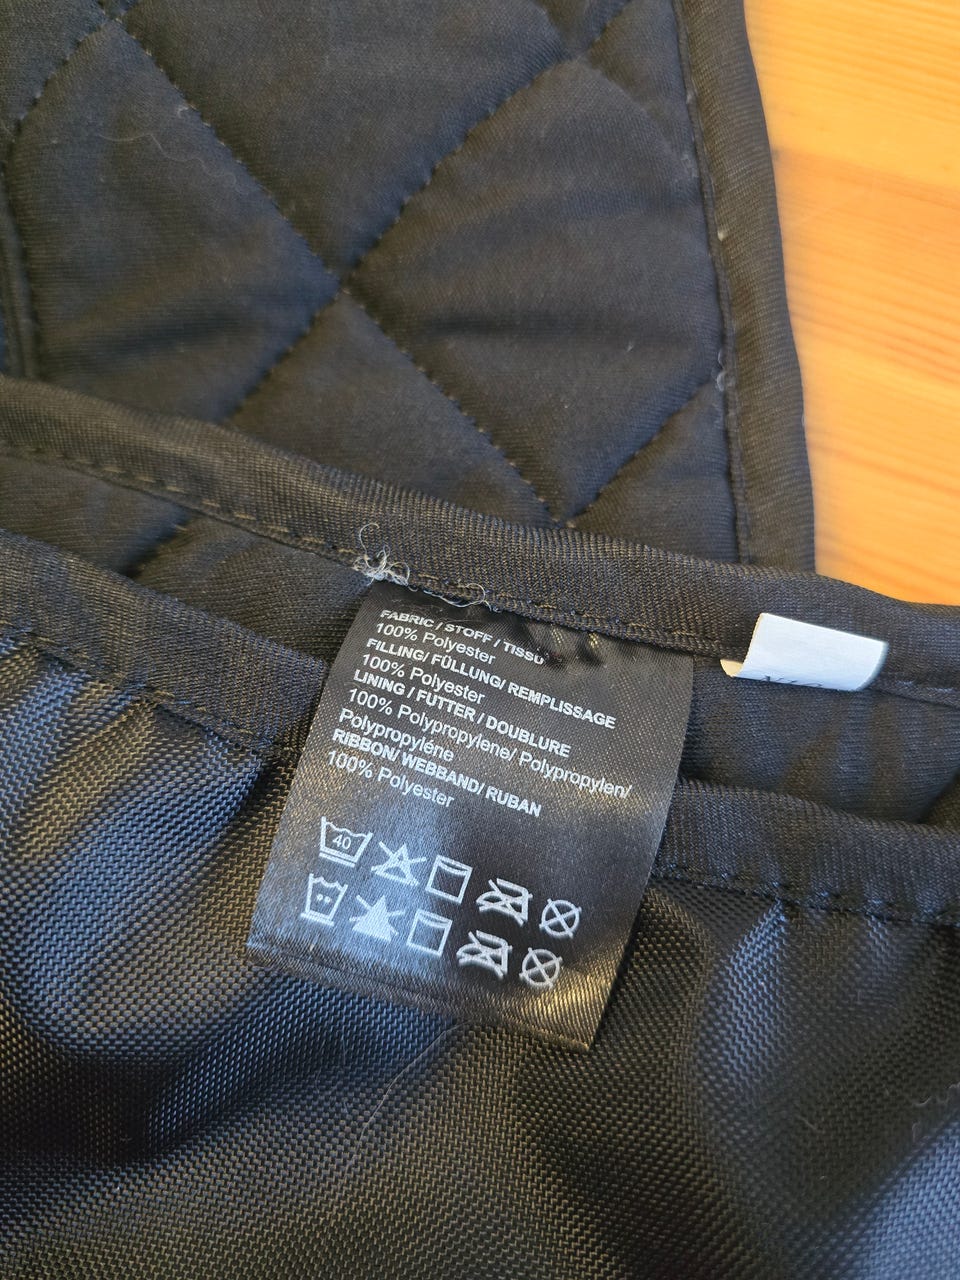 FABRIC / STOFF / TISSU
100% Polyester
FILLING/ FÜLLUNG/ REMPLISSAGE
100% Polyester
LINING / FUTTER / DOUBLURE
100% Polypropylene/ Polypropylen/
Polypropyléne
RIBBON/ WEBBAND/ RUBAN
100% Polyester
40